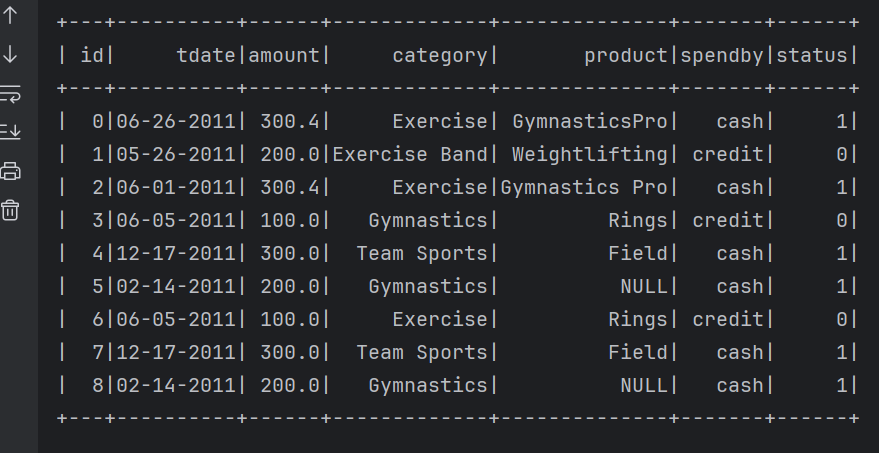 +---+----------+------+-------------+--------------+-------+------+
| id|     tdate|amount|     category|       product|spendby|status|
+---+----------+------+-------------+--------------+-------+------+
|  0|06-26-2011| 300.4|     Exercise| GymnasticsPro|   cash|     1|
|  1|05-26-2011| 200.0|Exercise Band| Weightlifting| credit|     0|
|  2|06-01-2011| 300.4|     Exercise|Gymnastics Pro|   cash|     1|
|  3|06-05-2011| 100.0|   Gymnastics|         Rings| credit|     0|
|  4|12-17-2011| 300.0|  Team Sports|         Field|   cash|     1|
|  5|02-14-2011| 200.0|   Gymnastics|          NULL|   cash|     1|
|  6|06-05-2011| 100.0|     Exercise|         Rings| credit|     0|
|  7|12-17-2011| 300.0|  Team Sports|         Field|   cash|     1|
|  8|02-14-2011| 200.0|   Gymnastics|          NULL|   cash|     1|
+---+----------+------+-------------+--------------+-------+------+